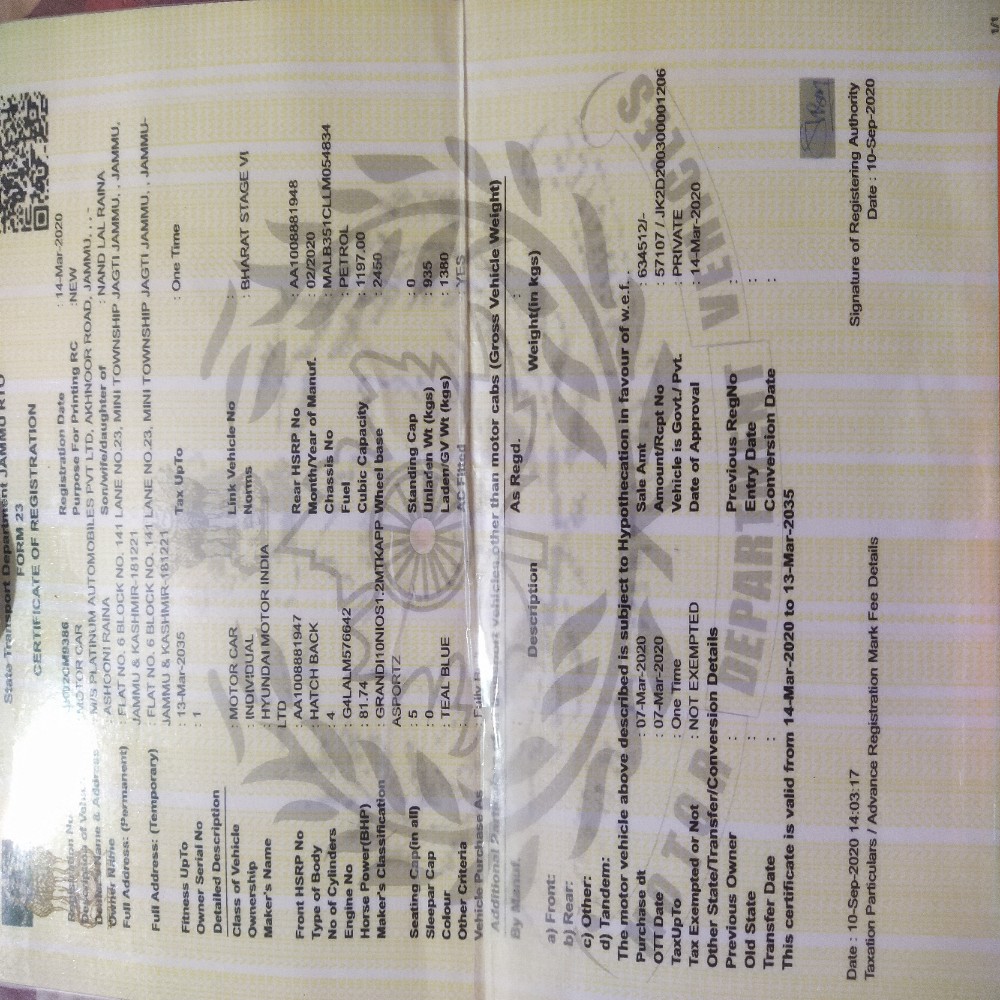 State Transport Department JAMMU RTO
FORM 23
CERTIFICATE OF REGISTRATION
Registration Date : 14-Mar-2020
MOTOR CAR Purpose For Printing RC :NEW
M/S PLATINUM AUTOMOBILES PVT LTD, AKHNOOR ROAD, JAMMU, , , -
Owner Name : ASHOONI RAINA Son/wife/daughter of : NAND LAL RAINA
Full Address: (Permanent) : FLAT NO. 6 BLOCK NO. 141 LANE NO.23, MINI TOWNSHIP JAGTI JAMMU, , JAMMU,
JAMMU & KASHMIR-181221
Full Address: (Temporary) : FLAT NO. 6 BLOCK NO. 141 LANE NO.23, MINI TOWNSHIP JAGTI JAMMU, , JAMMU, JAMMU-
JAMMU & KASHMIR-181221
Fitness UpTo : 13-Mar-2035 Tax UpTo : One Time
Owner Serial No : 1
Detailed Description
Class of Vehicle : MOTOR CAR Link Vehicle No :
Ownership : INDIVIDUAL Norms : BHARAT STAGE VI
Maker's Name : HYUNDAI MOTOR INDIA
LTD
Front HSRP No : AA1008881947 Rear HSRP No : AA1008881948
Type of Body : HATCH BACK Month/Year of Manuf. : 02/2020
No of Cylinders : 4 Chassis No : MALB351CLLM054834
Engine No : G4LALM576642 Fuel : PETROL
Horse Power(BHP) : 81.74 Cubic Capacity : 1197.00
Maker's Classification : GRANDI10NIOS1.2MTKAPP Wheel base : 2450
ASPORTZ
Seating Cap(in all) : 5 Standing Cap : 0
Sleepar Cap : 0 Unladen Wt (kgs) : 935
Colour : TEAL BLUE Laden/GV Wt (kgs) : 1380
Other Criteria : AC Fitted : YES
Vehicle Purchase As :
Additional vehicles other than motor cabs (Gross Vehicle Weight)
By Manuf. As Regd.
Description Weight(in kgs)
a) Front:
b) Rear:
c) Other:
d) Tandem:
The motor vehicle above described is subject to Hypothecation in favour of w.e.f. .
Purchase dt : 07-Mar-2020 Sale Amt : 634512/-
OTT Date : 07-Mar-2020 Amount/Rcpt No : 57107 / JK2D2003000001206
TaxUpTo : One Time Vehicle is Govt./ Pvt. : PRIVATE
Tax Exempted or Not : NOT EXEMPTED Date of Approval : 14-Mar-2020
Other State/Transfer/Conversion Details
Previous Owner : Previous RegNo :
Old State : Entry Date :
Transfer Date : Conversion Date :
This certificate is valid from 14-Mar-2020 to 13-Mar-2035
Signature of Registering Authority
Date : 10-Sep-2020 14:03:17 Date : 10-Sep-2020
Taxation Particulars / Advance Registration Mark Fee Details
1/1
MOTOR VEHICLES DEPARTMENT